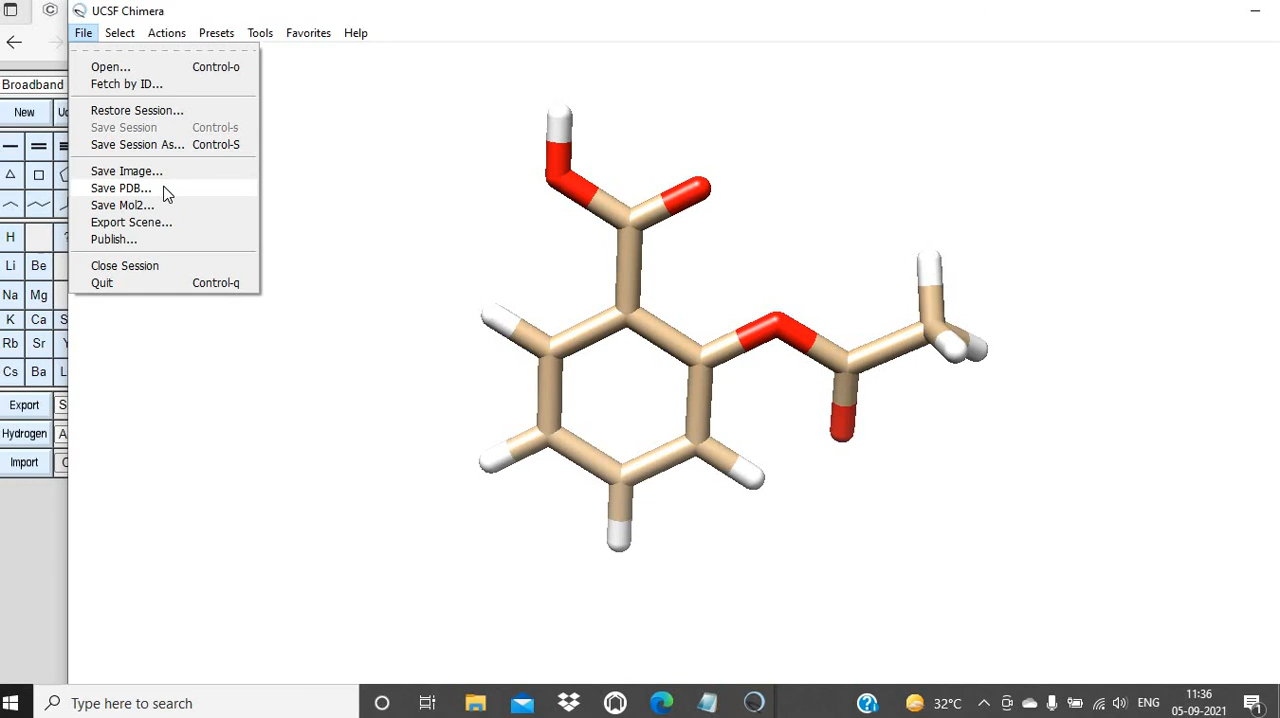 UCSF Chimera
File Select Actions Presets Tools Favorites Help
Open... Control-o
Fetch by ID...
Restore Session...
Save Session Control-s
Save Session As... Control-S
Save Image...
Save PDB...
Save Mol2...
Export Scene...
Publish...
Close Session
Quit Control-q
Broadband
New
H
Li Be
Na Mg
K Ca S
Rb Sr Y
Cs Ba L
Export S
Hydrogen A
Import
Type here to search
32°C
ENG
11:36
05-09-2021
1